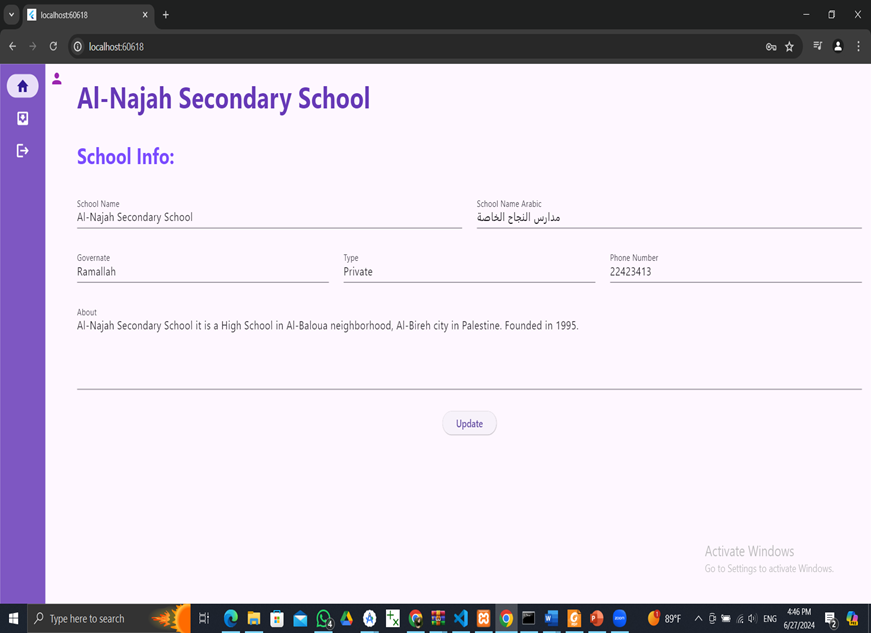 localhost:60618
localhost:60618
Al-Najah Secondary School
School Info:
School Name
Al-Najah Secondary School
School Name Arabic
مدارس النجاح الخاصة
Governate
Ramallah
Type
Private
Phone Number
22423413
About
Al-Najah Secondary School it is a High School in Al-Baloua neighborhood, Al-Bireh city in Palestine. Founded in 1995.
Update
Activate Windows
Go to Settings to activate Windows.
Type here to search
4
zoom
89°F
ENG
4:46 PM
6/27/2024
2